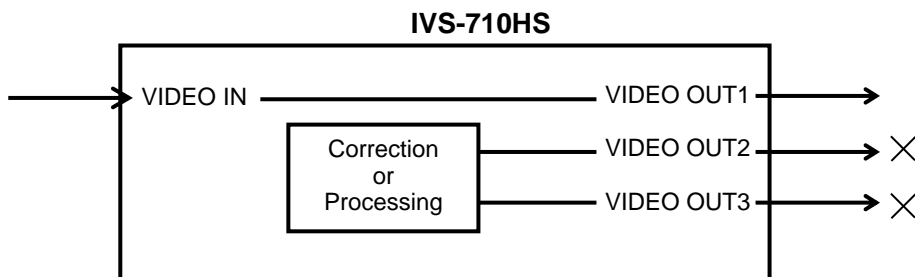 IVS-710HS
VIDEO IN
VIDEO OUT1
Correction
or
Processing
VIDEO OUT2
VIDEO OUT3